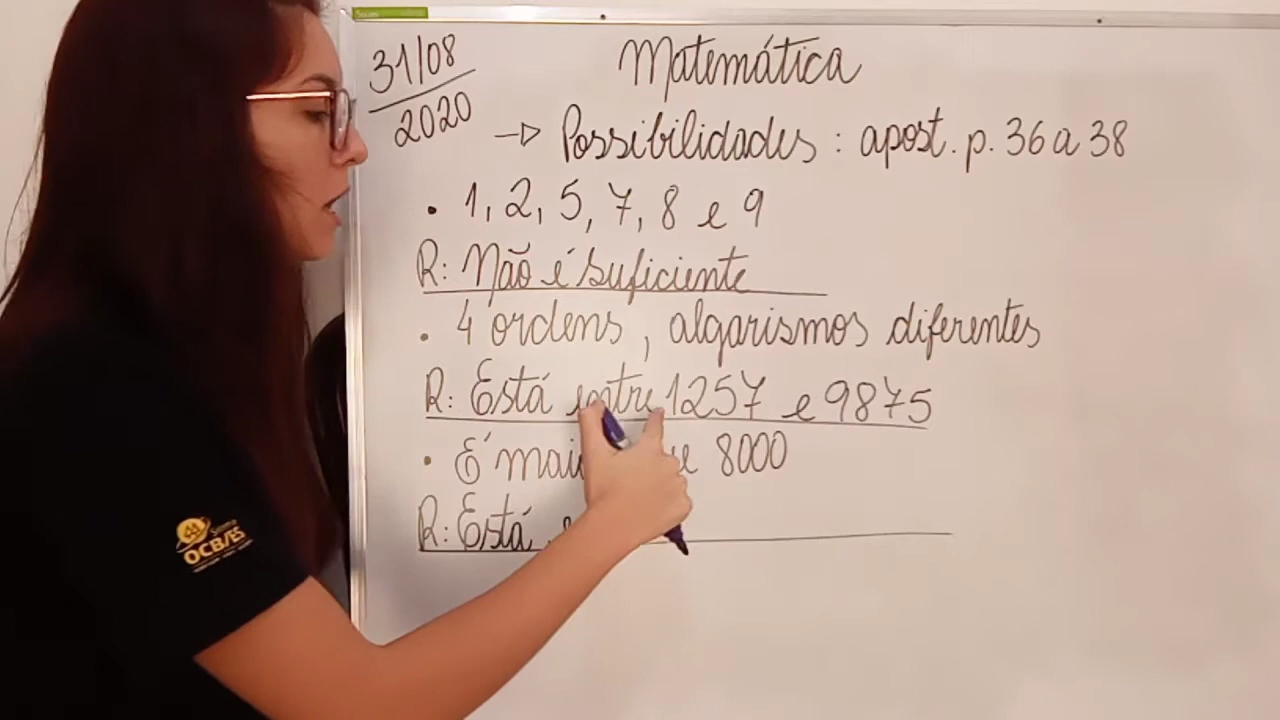 31/08
2020
Matemática
→ Possibilidades: apost. p. 36 a 38
• 1, 2, 5, 7, 8 e 9
R: Não é suficiente
• 4 ordens, algarismos diferentes
R: Está entre 1257 e 9875
• É 8000
R: Está
Sistema
OCB/ES